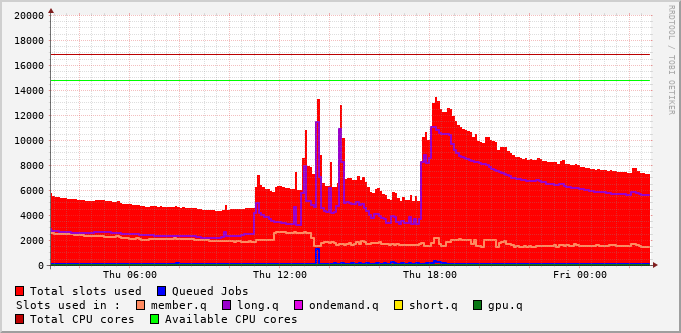 RRDTOOL / TOBI OETIKER
20000
18000
16000
14000
12000
10000
8000
6000
4000
2000
0
Thu 06:00 Thu 12:00 Thu 18:00 Fri 00:00
Total slots used Queued Jobs
Slots used in : member.q long.q ondemand.q short.q gpu.q
Total CPU cores Available CPU cores